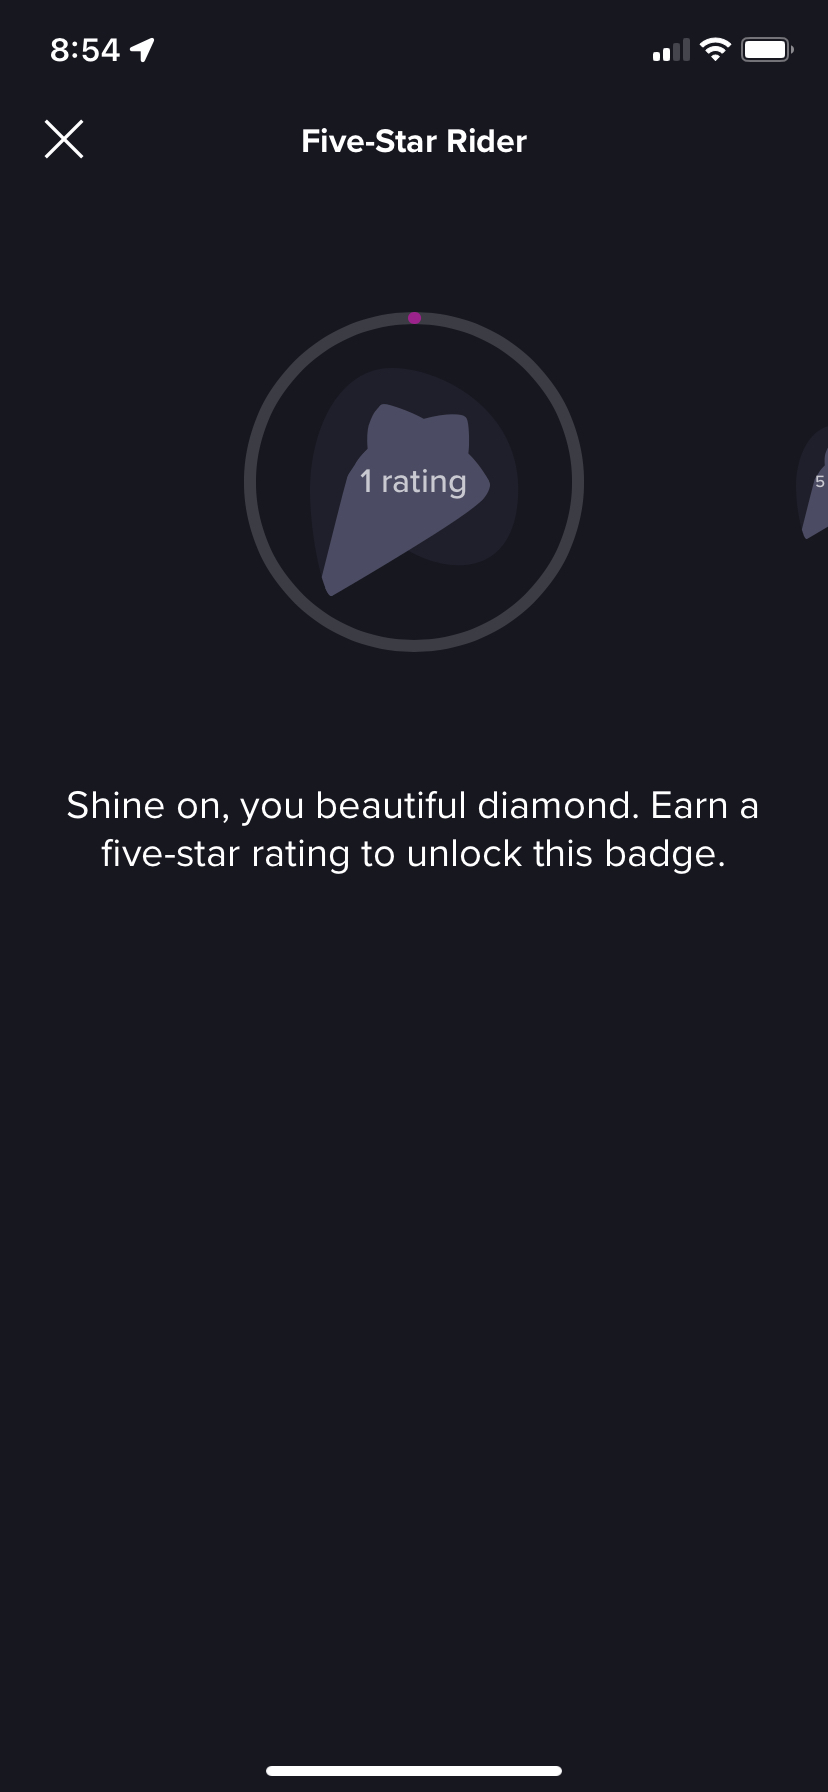 8:54
Five-Star Rider
1 rating
5
Shine on, you beautiful diamond. Earn a
five-star rating to unlock this badge.